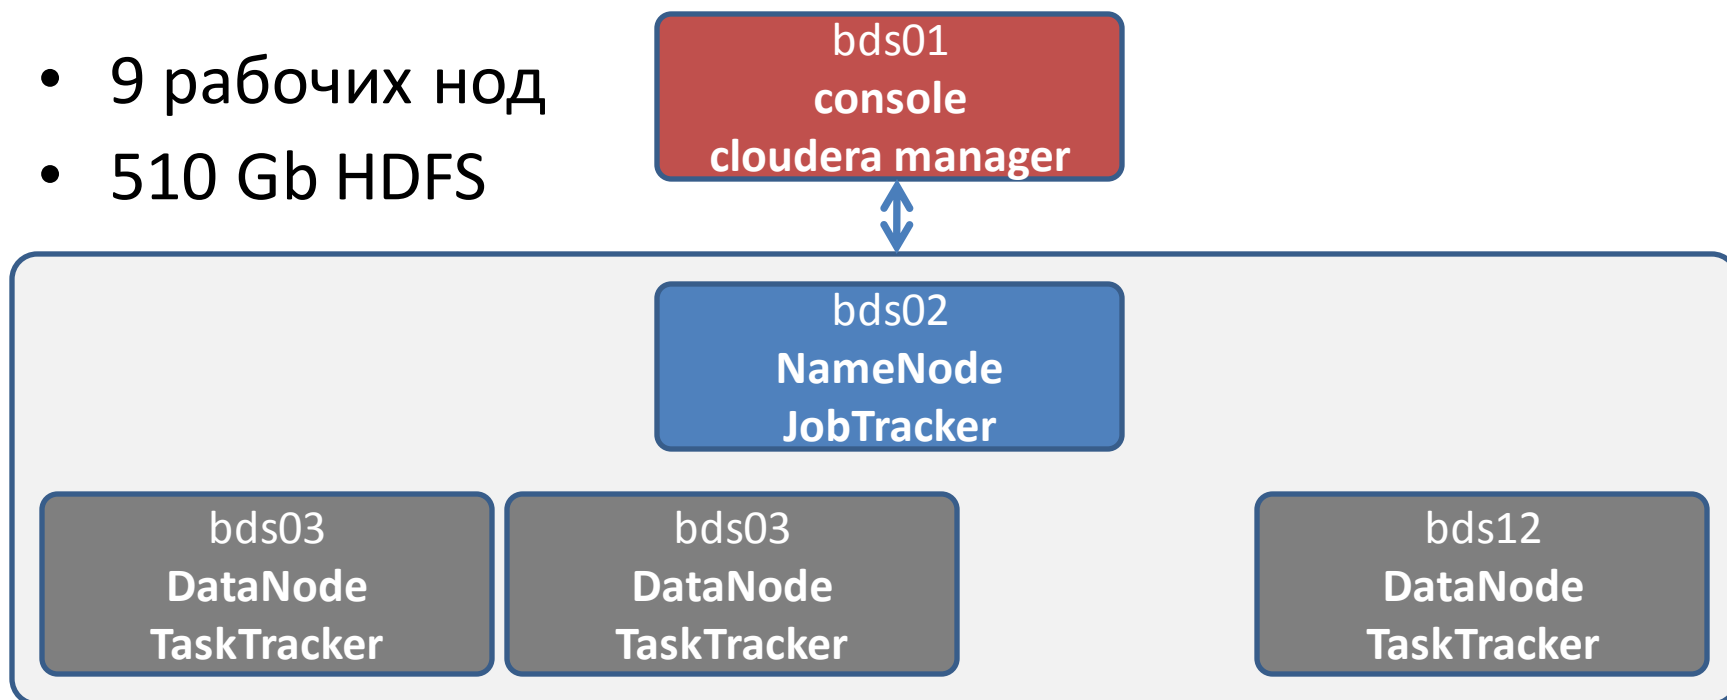 • 9 рабочих нод
• 510 Gb HDFS
bds01
console
cloudera manager
bds02
NameNode
JobTracker
bds03
DataNode
TaskTracker
bds03
DataNode
TaskTracker
bds12
DataNode
TaskTracker